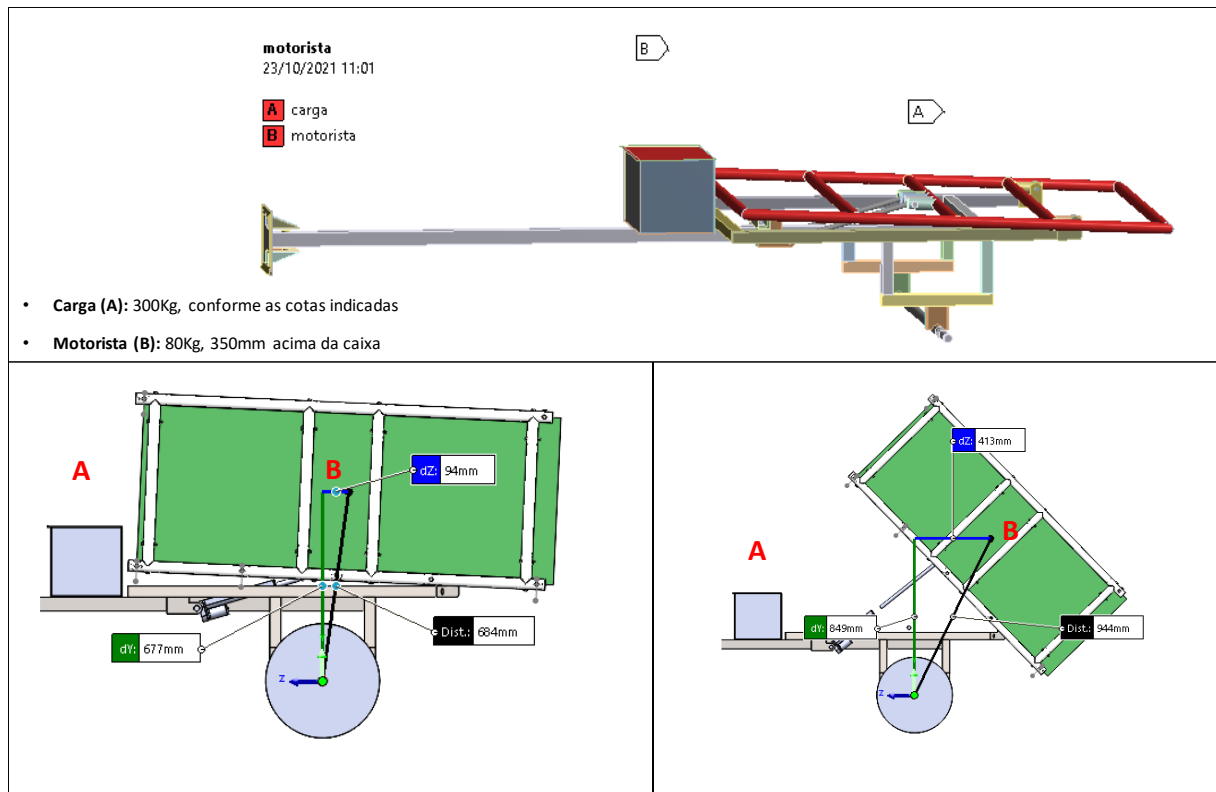 motorista
23/10/2021 11:01
A carga
B motorista
B
A
• Carga (A): 300Kg, conforme as cotas indicadas
• Motorista (B): 80Kg, 350mm acima da caixa
A
B
dZ: 94mm
dY: 677mm
Dist.: 684mm
z
dZ: 413mm
A
B
dY: 849mm
Dist.: 944mm
z